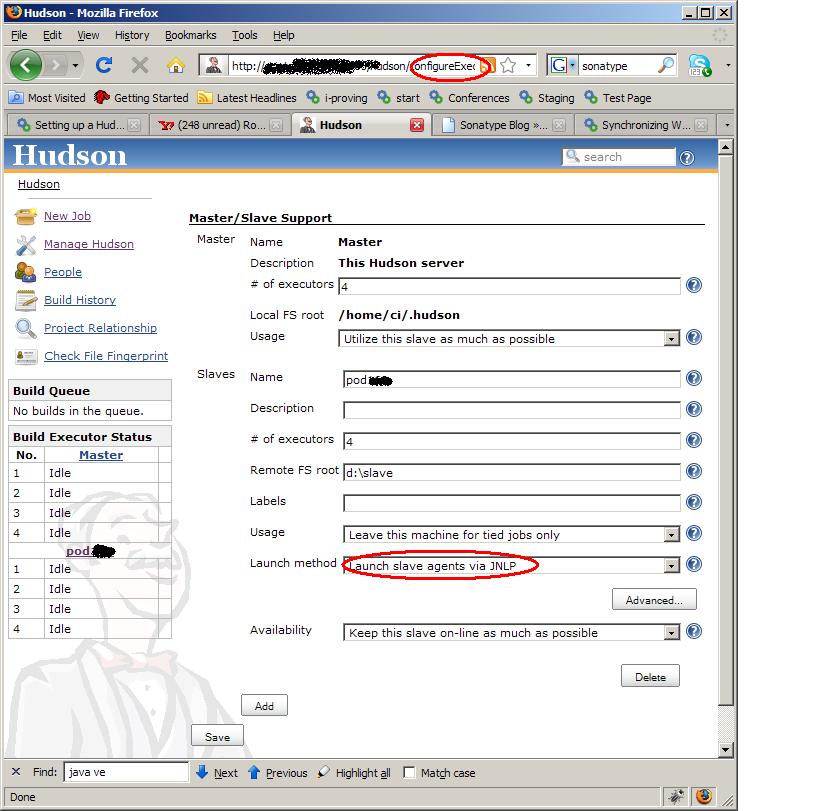 Hudson - Mozilla Firefox
File Edit View History Bookmarks Tools Help
http:// /hudson/configureExec sonatype
Most Visited Getting Started Latest Headlines i-proving start Conferences Staging Test Page
Setting up a Hud... (248 unread) Ro... Hudson Sonatype Blog »... Synchronizing W...
Hudson
search
Hudson
New Job
Manage Hudson
People
Build History
Project Relationship
Check File Fingerprint
Build Queue
No builds in the queue.
Build Executor Status
No. Master
1 Idle
2 Idle
3 Idle
4 Idle
pod
1 Idle
2 Idle
3 Idle
4 Idle
Master/Slave Support
Master
Name Master
Description This Hudson server
# of executors 4
Local FS root /home/ci/.hudson
Usage Utilize this slave as much as possible
Slaves
Name pod
Description
# of executors 4
Remote FS root d:\slave
Labels
Usage Leave this machine for tied jobs only
Launch method Launch slave agents via JNLP
Advanced...
Availability Keep this slave on-line as much as possible
Delete
Add
Save
Find: java ve Next Previous Highlight all Match case
Done